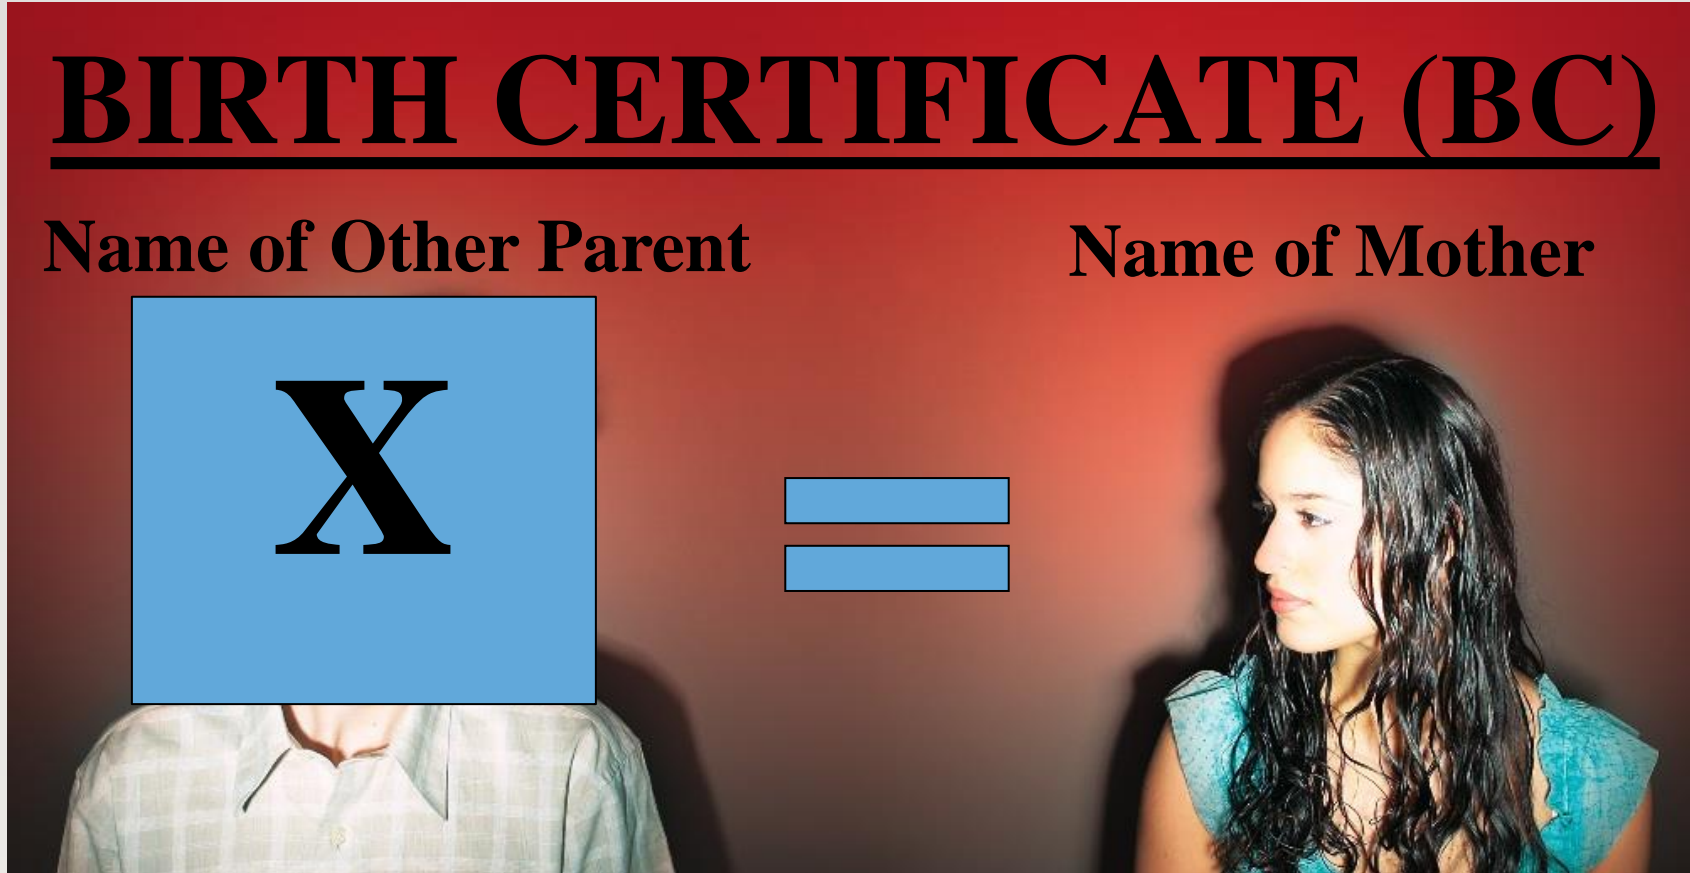 BIRTH CERTIFICATE (BC)
Name of Other Parent
Name of Mother
X